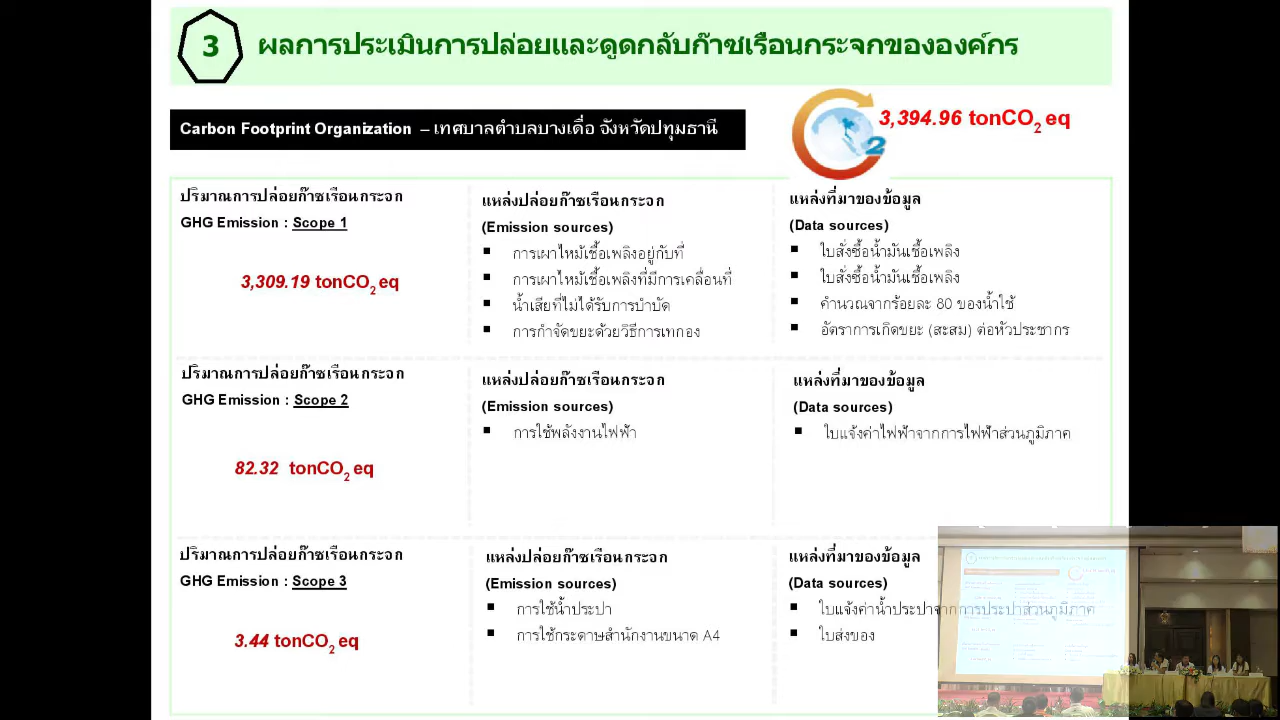 3
ผลการประเมินการปล่อยและดูดกลับก๊าซเรือนกระจกขององค์กร
Carbon Footprint Organization – เทศบาลตำบลบางเดื่อ จังหวัดปทุมธานี
2
3,394.96 tonCO2 eq
ปริมาณการปล่อยก๊าซเรือนกระจก
GHG Emission : Scope 1
3,309.19 tonCO2 eq
แหล่งปล่อยก๊าซเรือนกระจก
(Emission sources)
▪ การเผาไหม้เชื้อเพลิงอยู่กับที่
▪ การเผาไหม้เชื้อเพลิงที่มีการเคลื่อนที่
▪ น้ำเสียที่ไม่ได้รับการบำบัด
▪ การกำจัดขยะด้วยวิธีการเทกอง
แหล่งที่มาของข้อมูล
(Data sources)
▪ ใบสั่งซื้อน้ำมันเชื้อเพลิง
▪ ใบสั่งซื้อน้ำมันเชื้อเพลิง
▪ คำนวณจากร้อยละ 80 ของน้ำใช้
▪ อัตราการเกิดขยะ (สะสม) ต่อหัวประชากร
ปริมาณการปล่อยก๊าซเรือนกระจก
GHG Emission : Scope 2
82.32 tonCO2 eq
แหล่งปล่อยก๊าซเรือนกระจก
(Emission sources)
▪ การใช้พลังงานไฟฟ้า
แหล่งที่มาของข้อมูล
(Data sources)
▪ ใบแจ้งค่าไฟฟ้าจากการไฟฟ้าส่วนภูมิภาค
ปริมาณการปล่อยก๊าซเรือนกระจก
GHG Emission : Scope 3
3.44 tonCO2 eq
แหล่งปล่อยก๊าซเรือนกระจก
(Emission sources)
▪ การใช้น้ำประปา
▪ การใช้กระดาษสำนักงานขนาด A4
แหล่งที่มาของข้อมูล
(Data sources)
▪ ใบแจ้งค่าน้ำประปาจากการประปาส่วนภูมิภาค
▪ ใบส่งของ